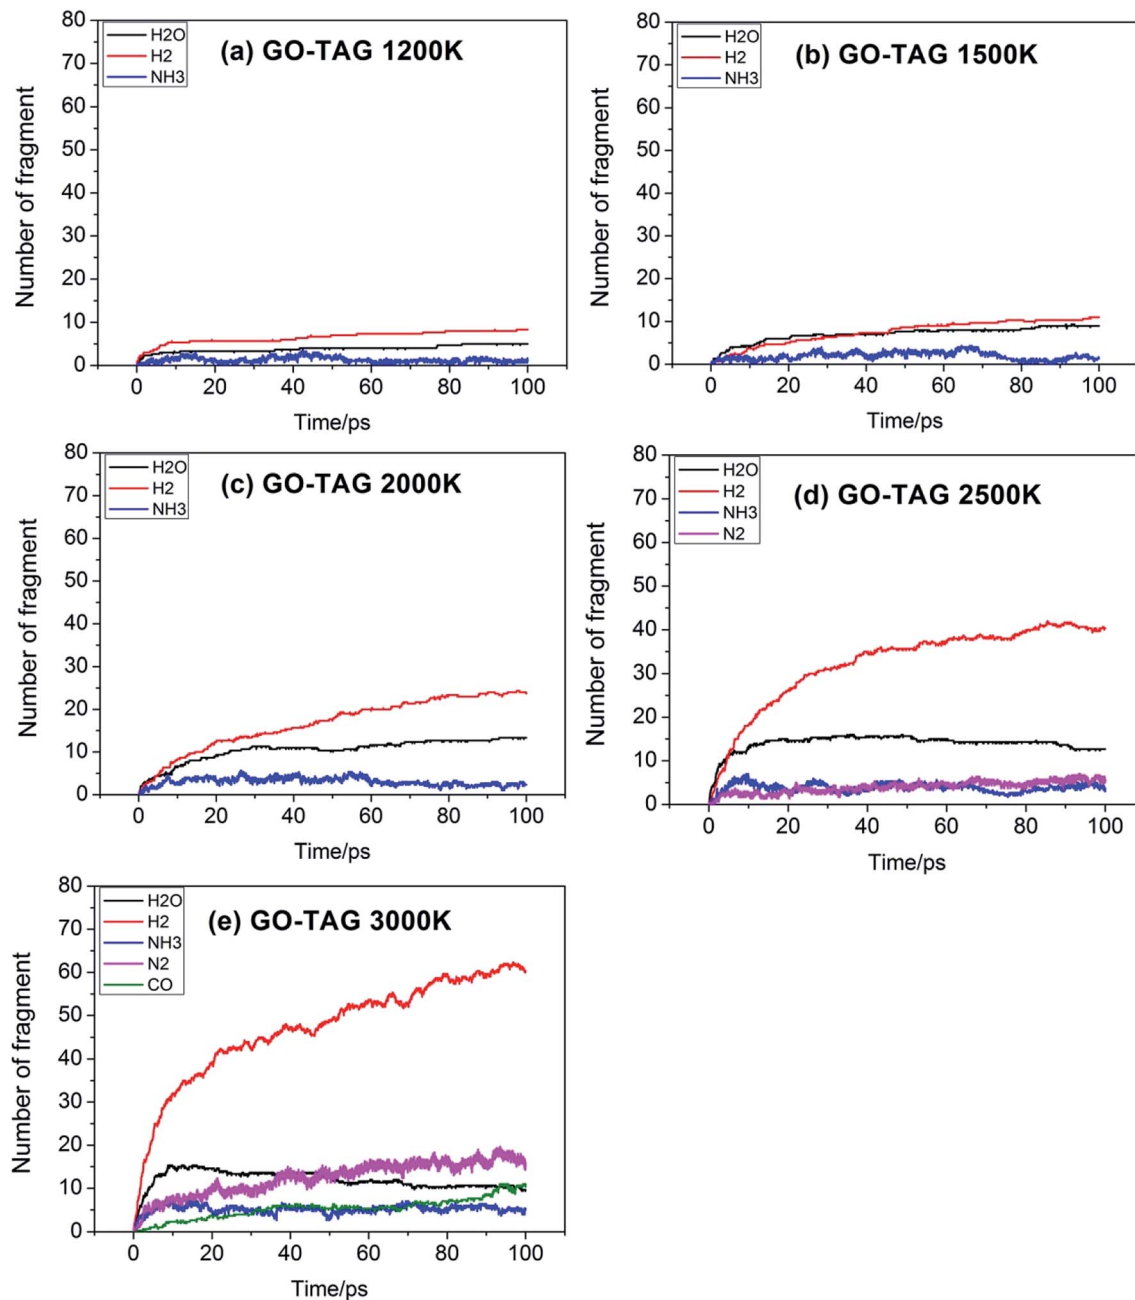 H2O
H2
NH3
(a) GO-TAG 1200K
80
70
60
50
40
30
20
10
0
Number of fragment
0 20 40 60 80 100
Time/ps
H2O
H2
NH3
(b) GO-TAG 1500K
80
70
60
50
40
30
20
10
0
Number of fragment
0 20 40 60 80 100
Time/ps
H2O
H2
NH3
(c) GO-TAG 2000K
80
70
60
50
40
30
20
10
0
Number of fragment
0 20 40 60 80 100
Time/ps
H2O
H2
NH3
N2
(d) GO-TAG 2500K
80
70
60
50
40
30
20
10
0
Number of fragment
0 20 40 60 80 100
Time/ps
H2O
H2
NH3
N2
CO
(e) GO-TAG 3000K
80
70
60
50
40
30
20
10
0
Number of fragment
0 20 40 60 80 100
Time/ps